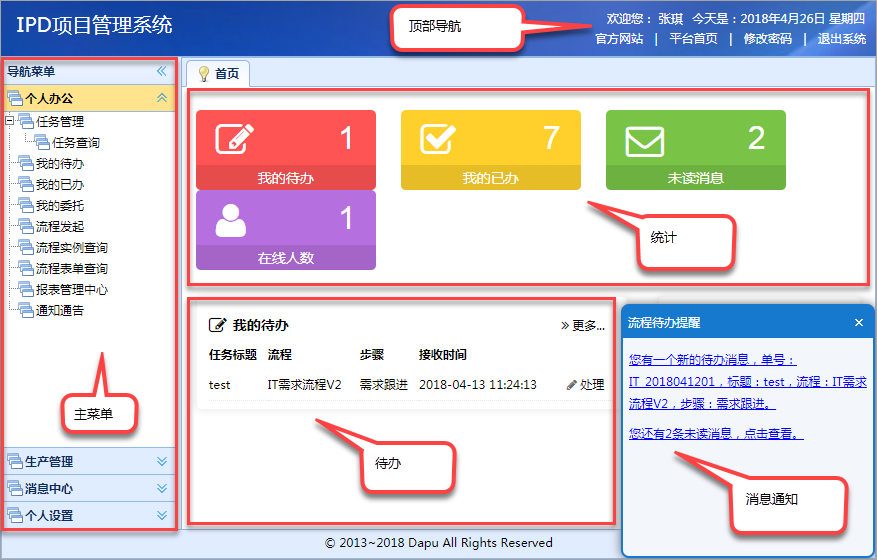 IPD项目管理系统
顶部导航
欢迎您： 张琪 今天是：2018年4月26日 星期四
官方网站 | 平台首页 | 修改密码 | 退出系统
导航菜单
首页
个人办公
任务管理
任务查询
我的待办
我的已办
我的委托
流程发起
流程实例查询
流程表单查询
报表管理中心
通知通告
主菜单
生产管理
消息中心
个人设置
1
我的待办
7
我的已办
2
未读消息
1
在线人数
统计
我的待办
更多...
任务标题 流程 步骤 接收时间
test IT需求流程V2 需求跟进 2018-04-13 11:24:13 处理
待办
流程待办提醒
您有一个新的待办消息，单号：
IT_2018041201，标题：test，流程：IT需求
流程V2，步骤：需求跟进。
您还有2条未读消息，点击查看。
消息通知
© 2013~2018 Dapu All Rights Reserved